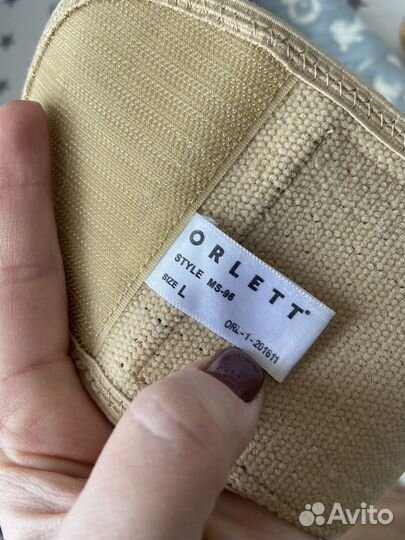 ORLETT
STYLE MS-96
SIZE L
ORL-1-201611
Avito